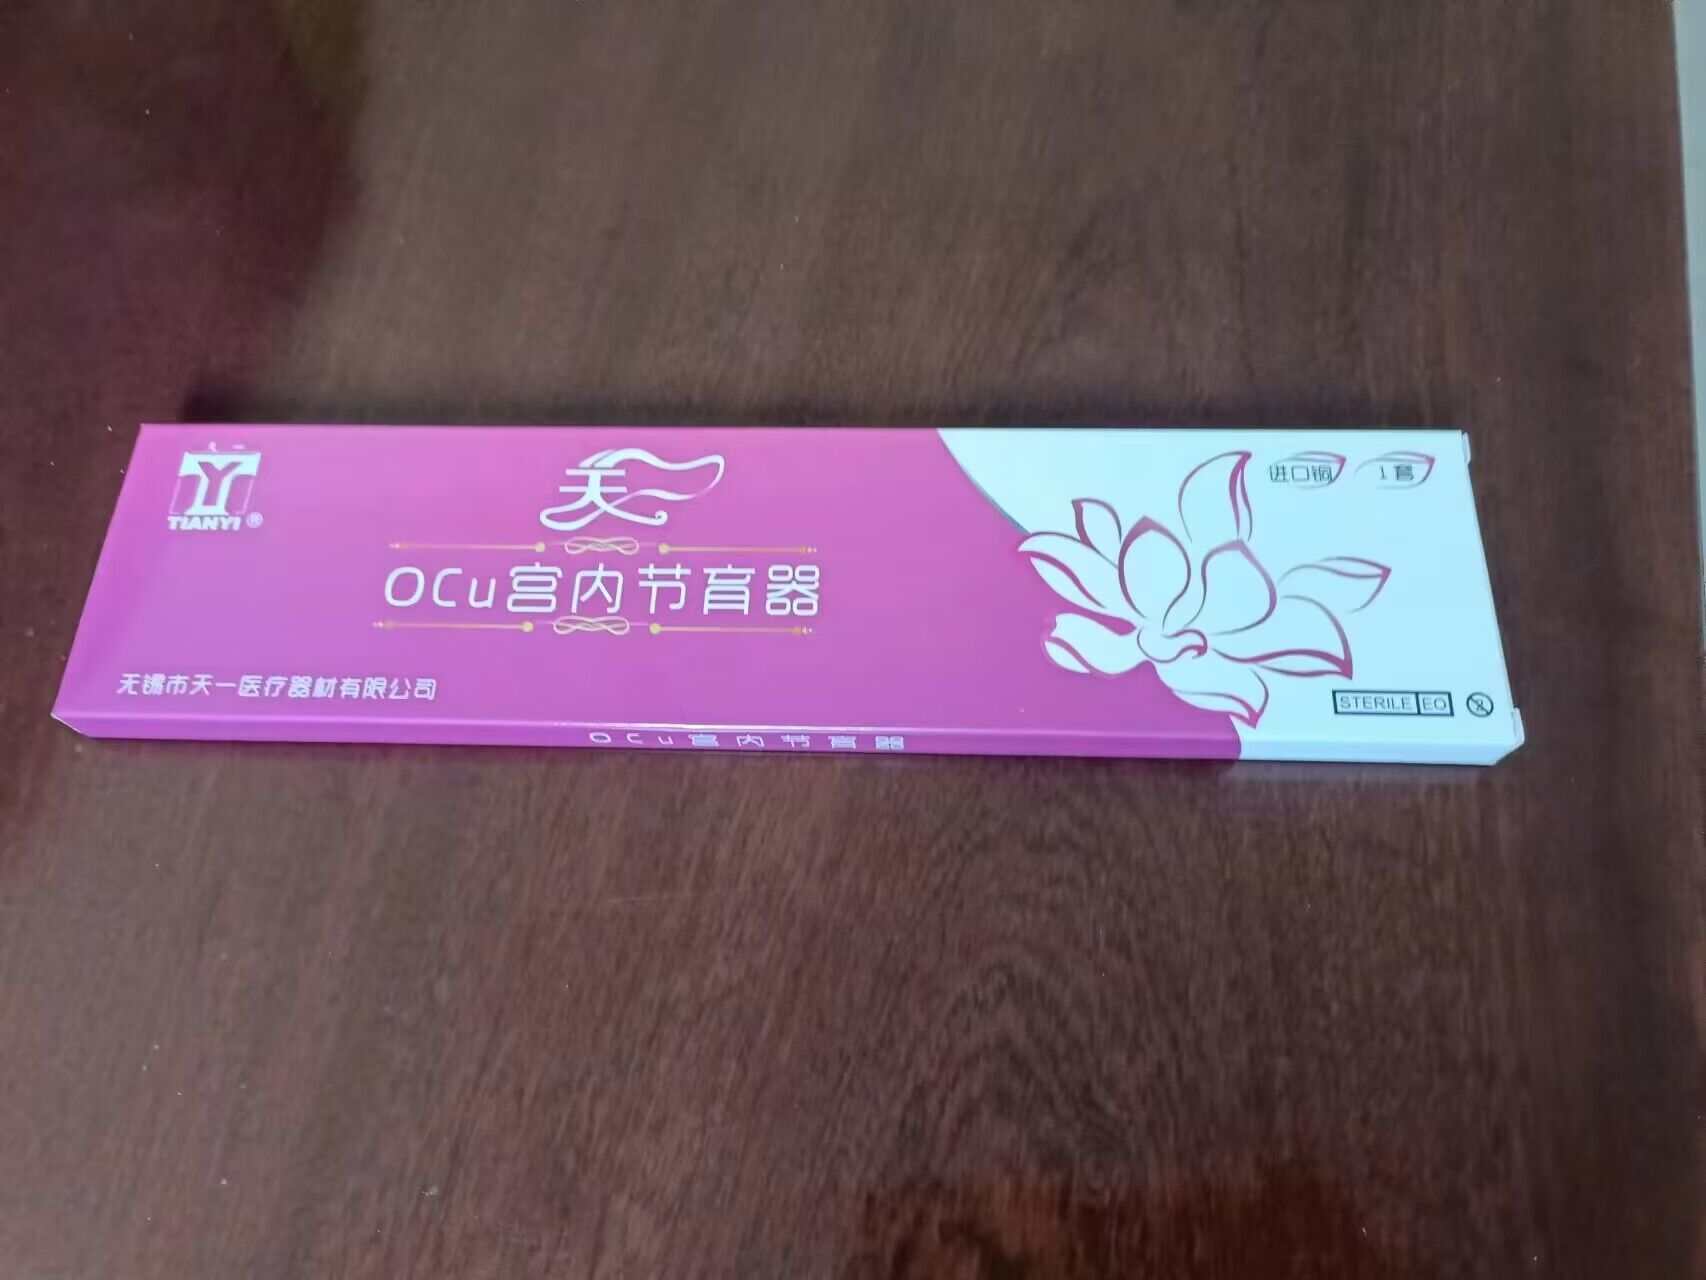 TIANYI®
天一
OCu宫内节育器
无锡市天一医疗器材有限公司
进口铜
1套
STERILE EO
2
OCu宫内节育器